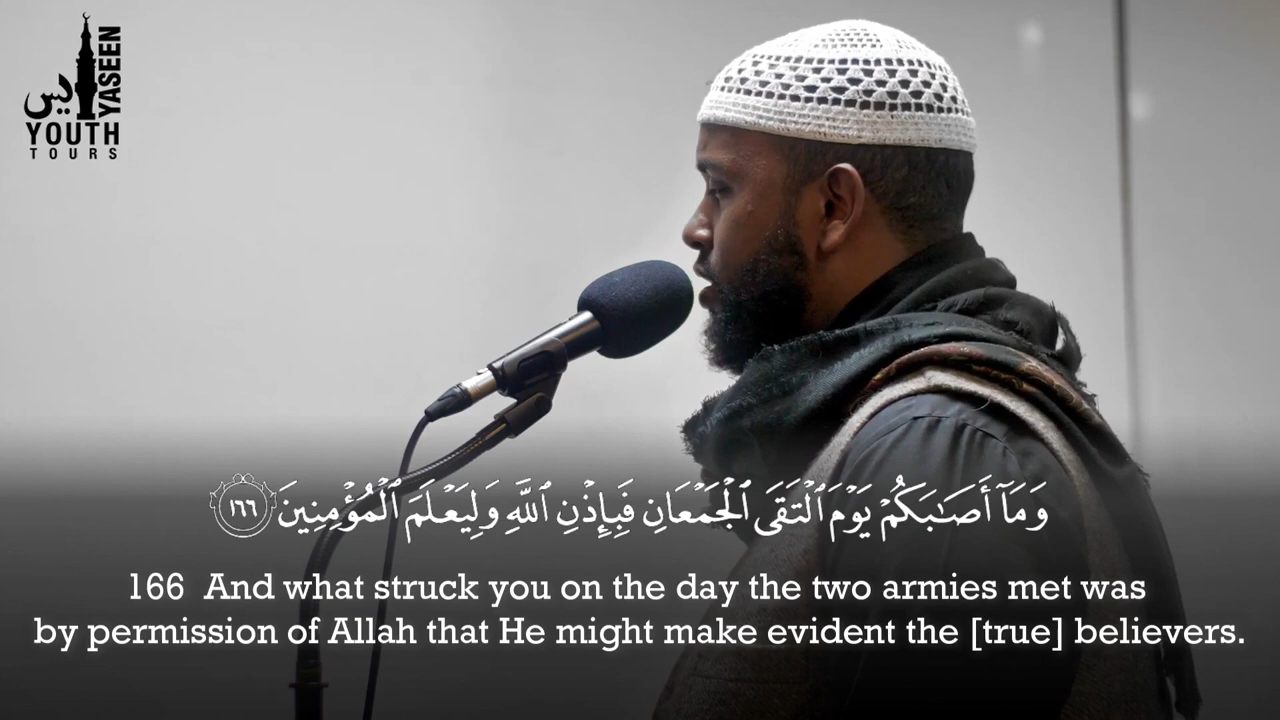 يس
YASEEN
YOUTH
TOURS
وَمَآ أَصَٰبَكُمْ يَوْمَ ٱلْتَقَى ٱلْجَمْعَانِ فَبِإِذْنِ ٱللَّهِ وَلِيَعْلَمَ ٱلْمُؤْمِنِينَ ١٦٦
166 And what struck you on the day the two armies met was
by permission of Allah that He might make evident the [true] believers.